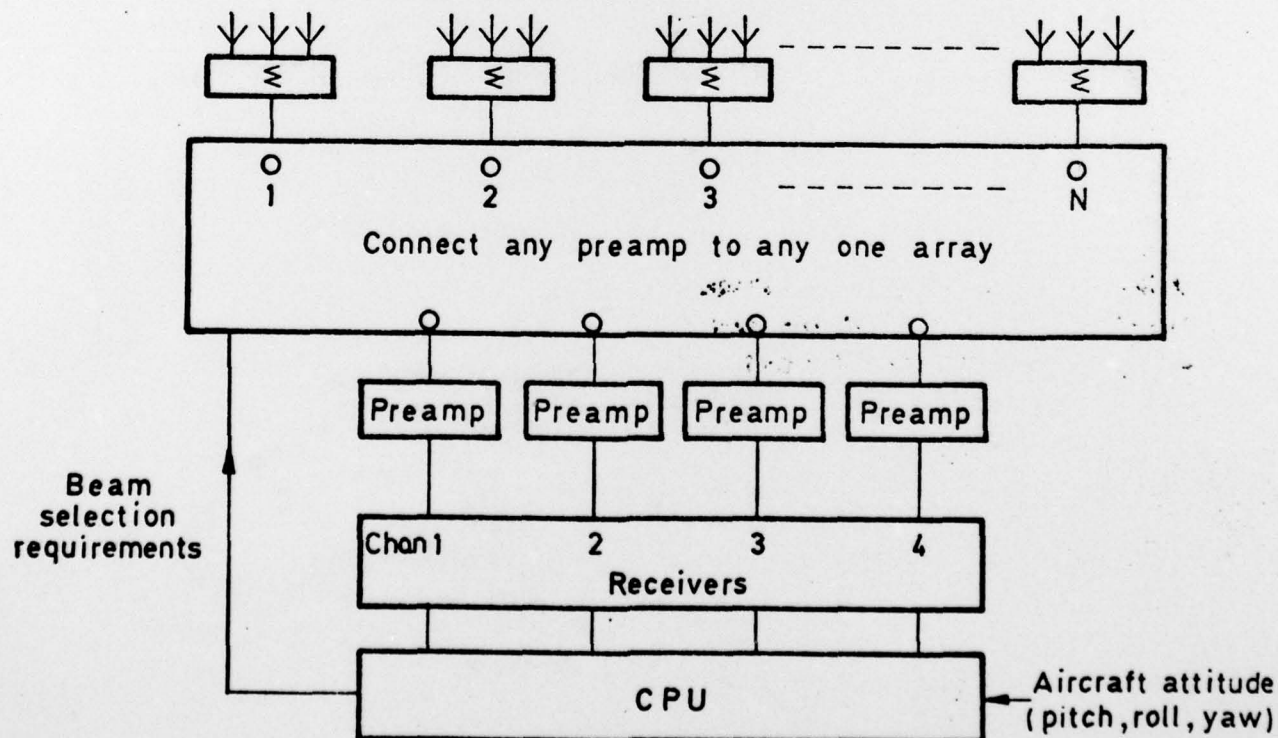 Σ Σ Σ Σ
1 2 3 N
Connect any preamp to any one array
Preamp Preamp Preamp Preamp
Beam
selection
requirements
Chan 1 2 3 4
Receivers
CPU
Aircraft attitude
(pitch, roll, yaw)